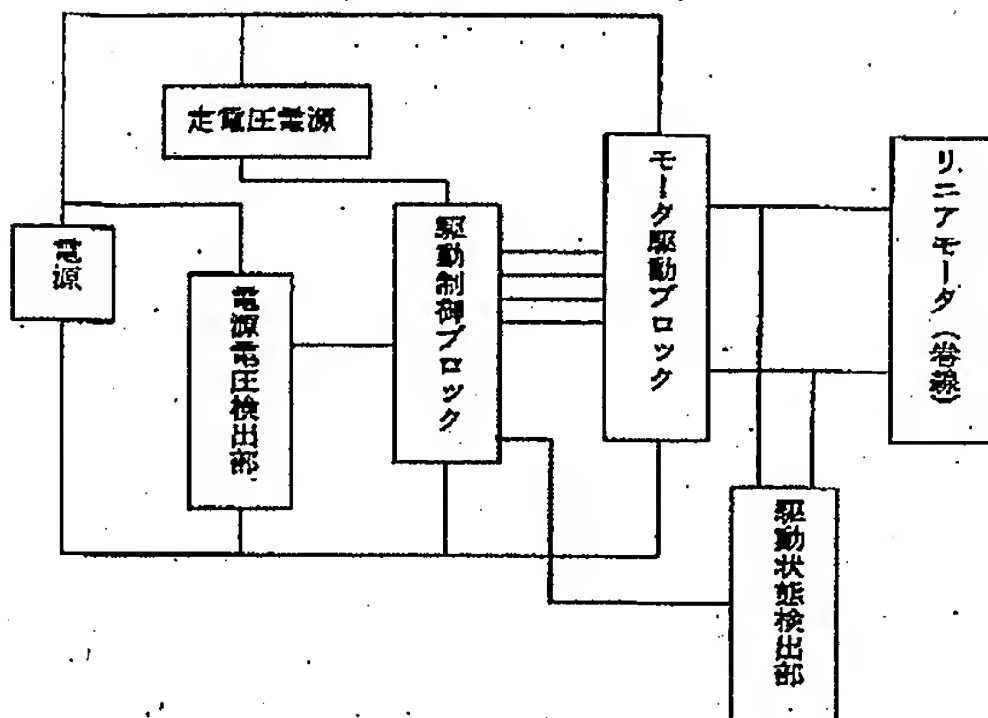 定電圧電源
電源
電源電圧検出部
駆動制御ブロック
モータ駆動ブロック
リニアモータ(巻線)
駆動状態検出部